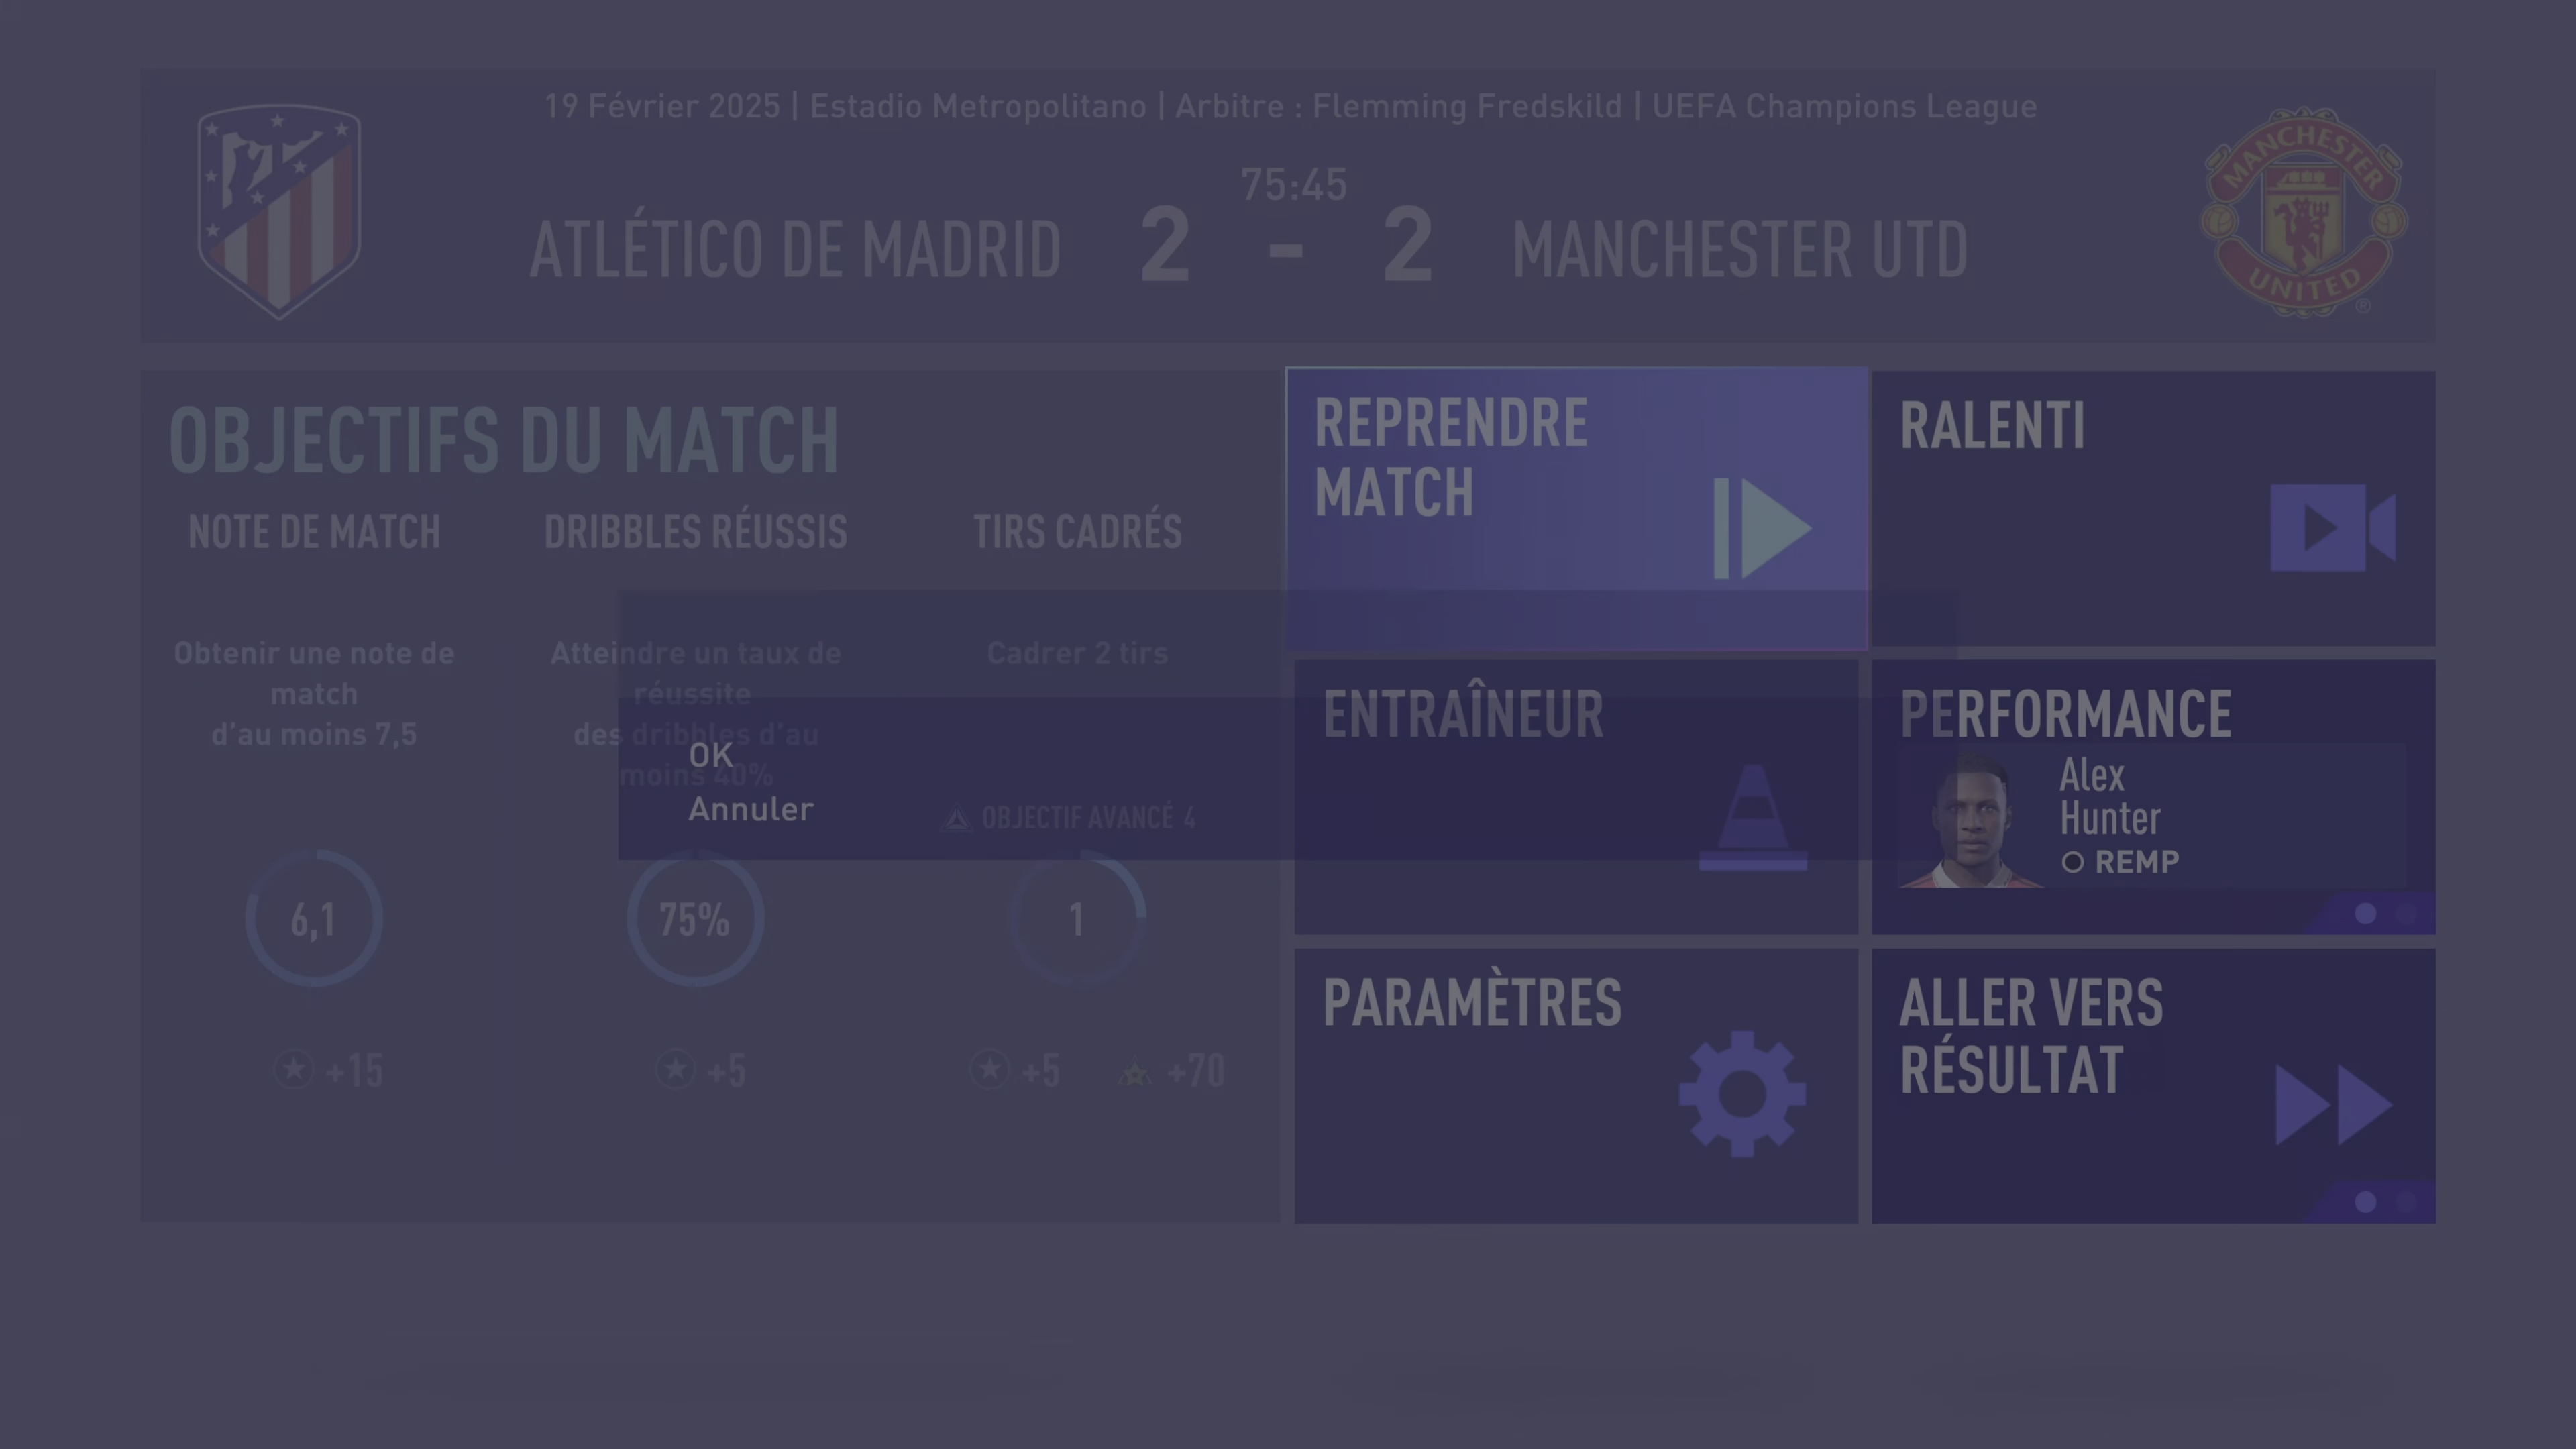 19 Février 2025 | Estadio Metropolitano | Arbitre : Flemming Fredskild | UEFA Champions League
75:45
ATLÉTICO DE MADRID 2 - 2 MANCHESTER UTD
MANCHESTER
UNITED
®
OBJECTIFS DU MATCH
NOTE DE MATCH
Obtenir une note de
match
d'au moins 7,5
6,1
+15
DRIBBLES RÉUSSIS
Atteindre un taux de
réussite
des dribbles d'au
moins 40%
75%
+5
TIRS CADRÉS
Cadrer 2 tirs
OBJECTIF AVANCÉ 4
1
+5 +70
OK
Annuler
REPRENDRE
MATCH
RALENTI
ENTRAÎNEUR
PERFORMANCE
Alex
Hunter
REMP
PARAMÈTRES
ALLER VERS
RÉSULTAT